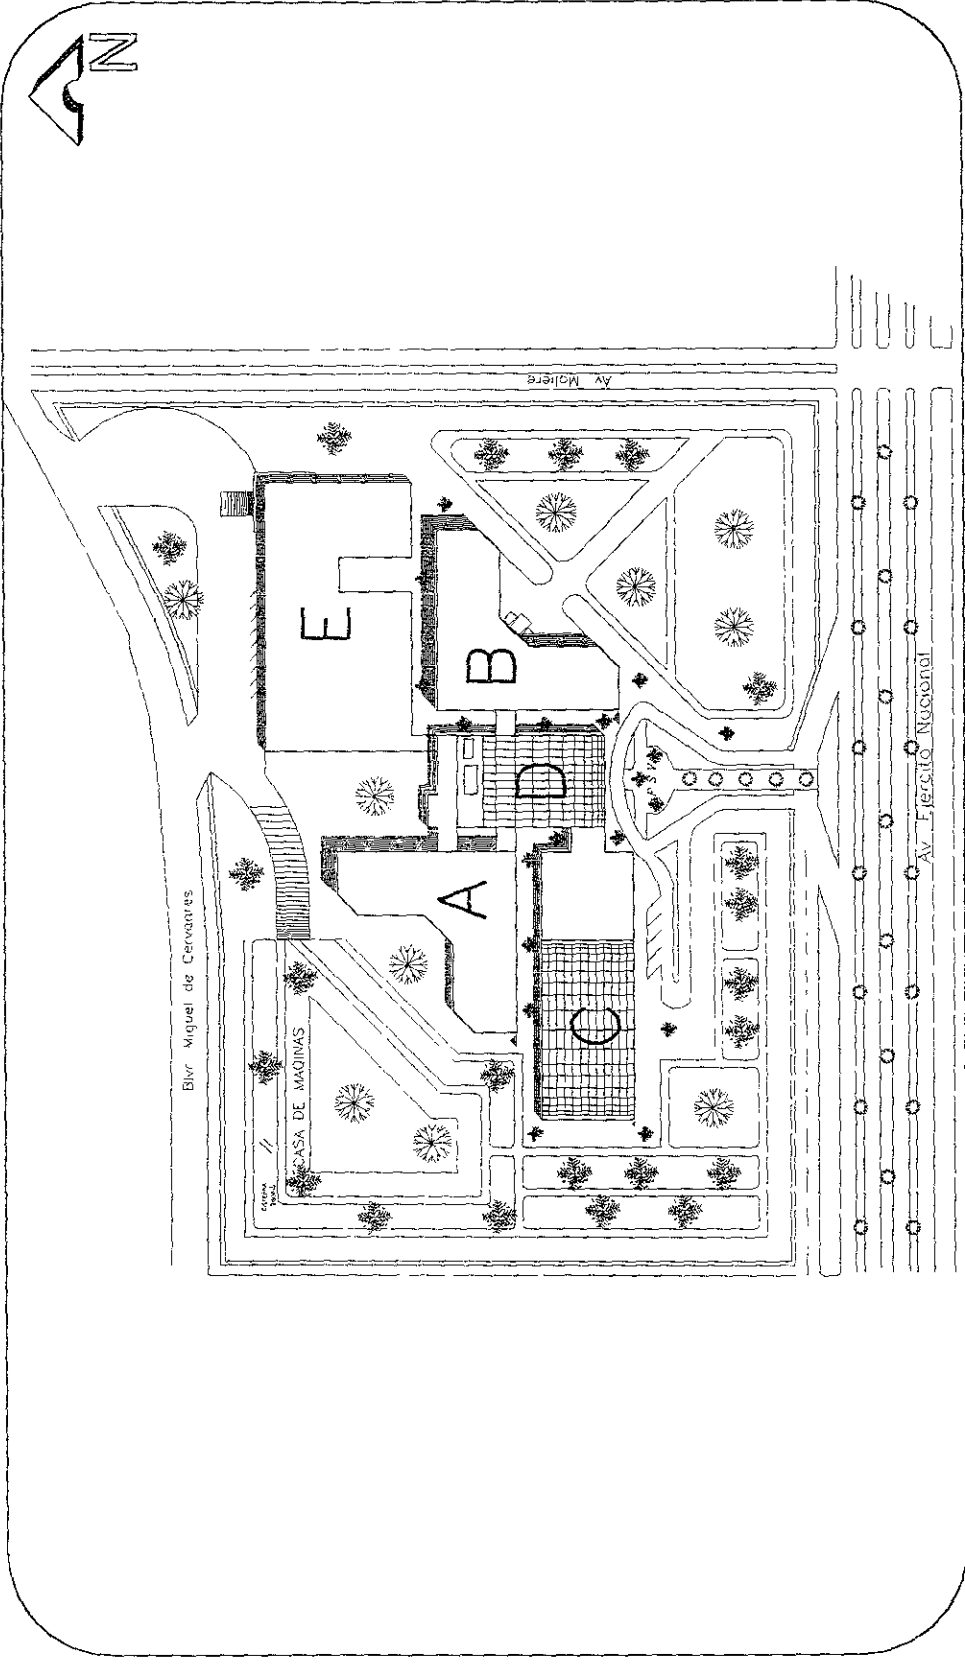 N
Av Moliere
E
B
D
A
C
Blvr Miguel de Cervantes
CASA DE MAQINAS
Av Ejercito Nacional